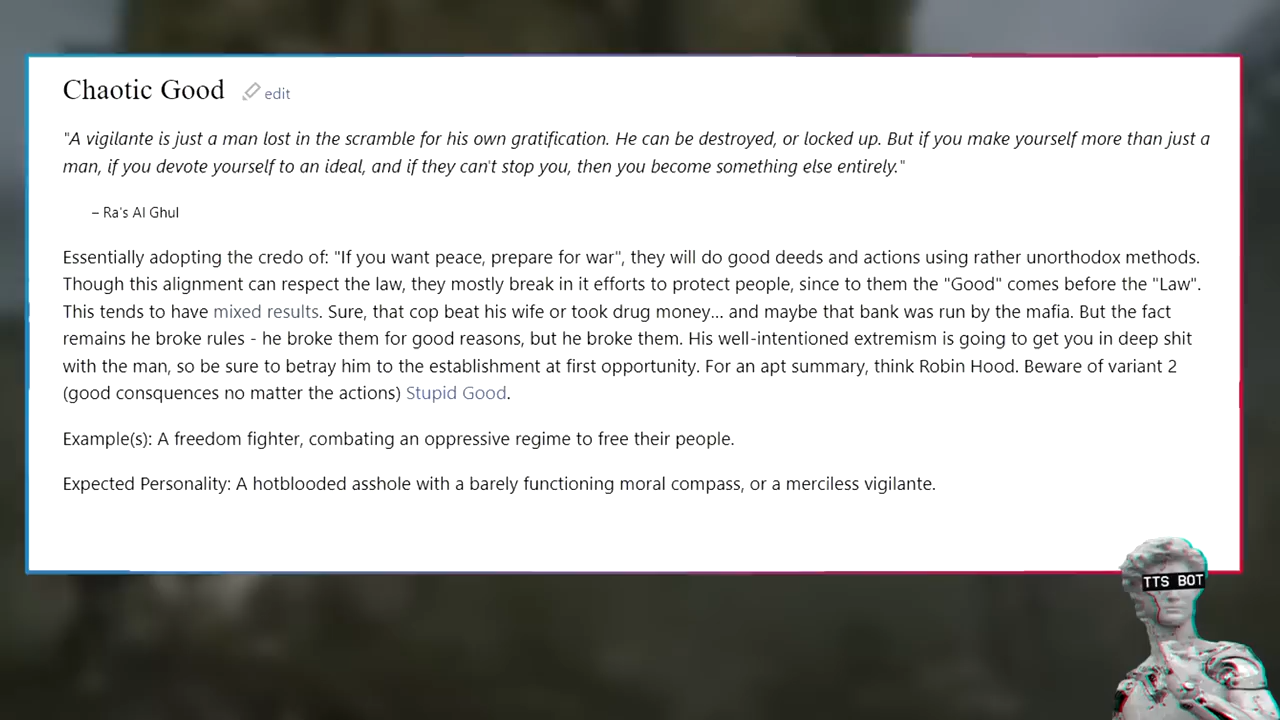 Chaotic Good edit
"A vigilante is just a man lost in the scramble for his own gratification. He can be destroyed, or locked up. But if you make yourself more than just a
man, if you devote yourself to an ideal, and if they can't stop you, then you become something else entirely."
– Ra's Al Ghul
Essentially adopting the credo of: "If you want peace, prepare for war", they will do good deeds and actions using rather unorthodox methods.
Though this alignment can respect the law, they mostly break in it efforts to protect people, since to them the "Good" comes before the "Law".
This tends to have mixed results. Sure, that cop beat his wife or took drug money... and maybe that bank was run by the mafia. But the fact
remains he broke rules - he broke them for good reasons, but he broke them. His well-intentioned extremism is going to get you in deep shit
with the man, so be sure to betray him to the establishment at first opportunity. For an apt summary, think Robin Hood. Beware of variant 2
(good consquences no matter the actions) Stupid Good.
Example(s): A freedom fighter, combating an oppressive regime to free their people.
Expected Personality: A hotblooded asshole with a barely functioning moral compass, or a merciless vigilante.
TTS BOT